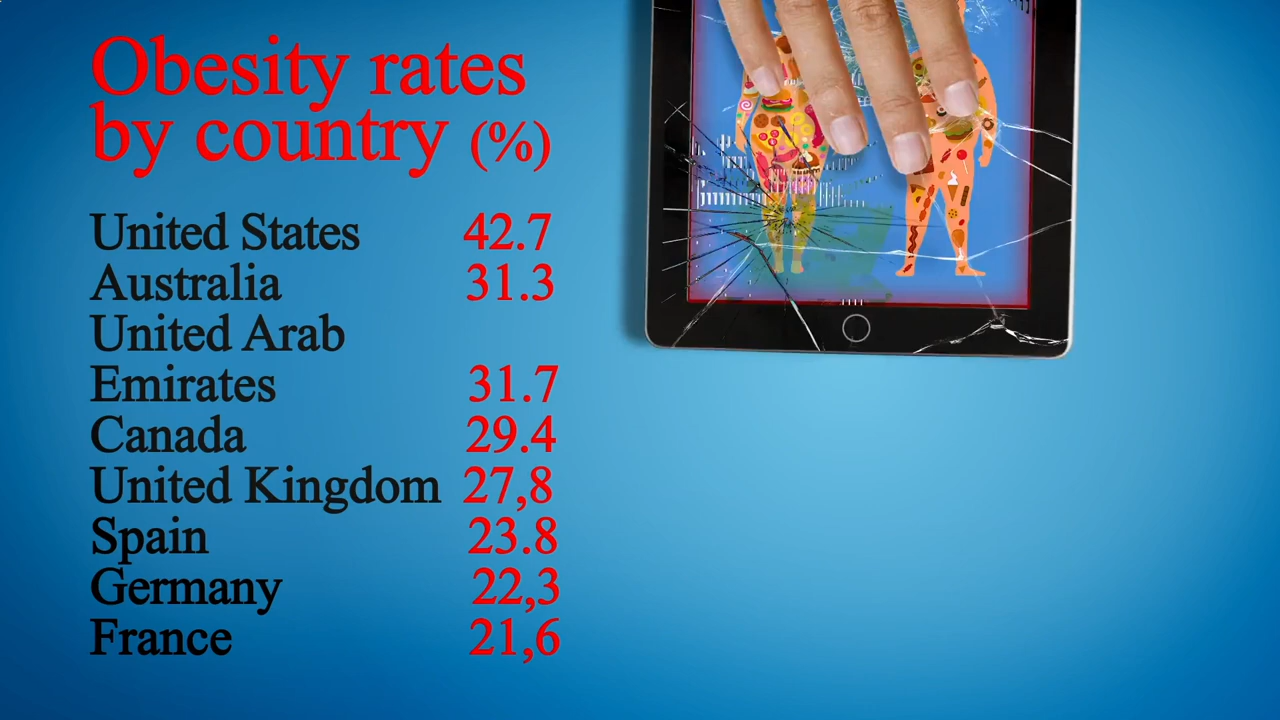 Obesity rates
by country (%)
United States 42.7
Australia 31.3
United Arab
Emirates 31.7
Canada 29.4
United Kingdom 27,8
Spain 23.8
Germany 22,3
France 21,6